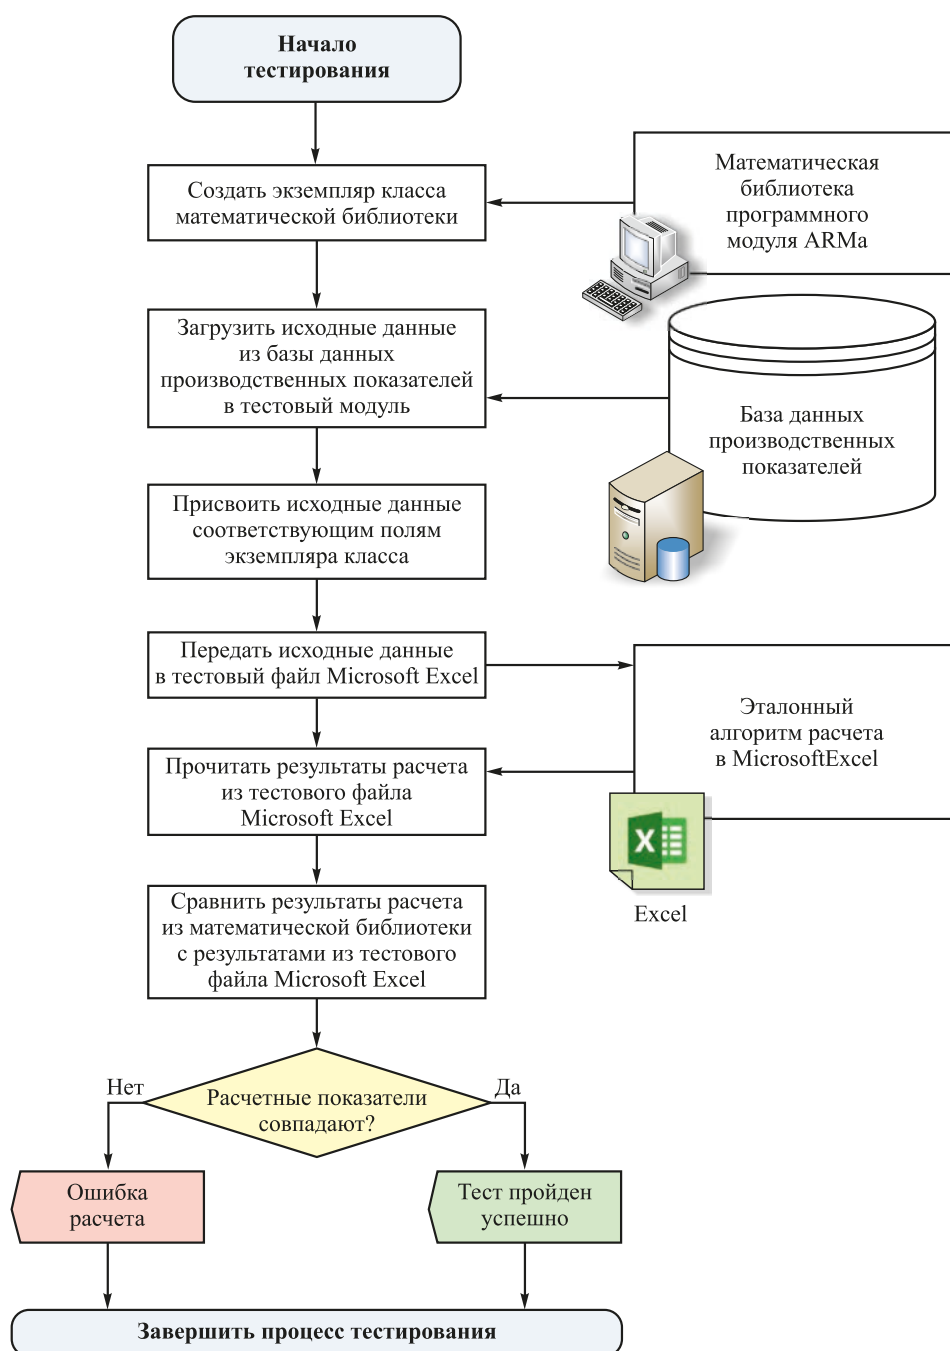 Начало
тестирования
Создать экземпляр класса
математической библиотеки
Математическая
библиотека
программного
модуля ARMa
Загрузить исходные данные
из базы данных
производственных показателей
в тестовый модуль
База данных
производственных
показателей
Присвоить исходные данные
соответствующим полям
экземпляра класса
Передать исходные данные
в тестовый файл Microsoft Excel
Эталонный
алгоритм расчета
в MicrosoftExcel
Прочитать результаты расчета
из тестового файла
Microsoft Excel
X
Excel
Сравнить результаты расчета
из математической библиотеки
с результатами из тестового
файла Microsoft Excel
Расчетные показатели
совпадают?
Нет
Да
Ошибка
расчета
Тест пройден
успешно
Завершить процесс тестирования